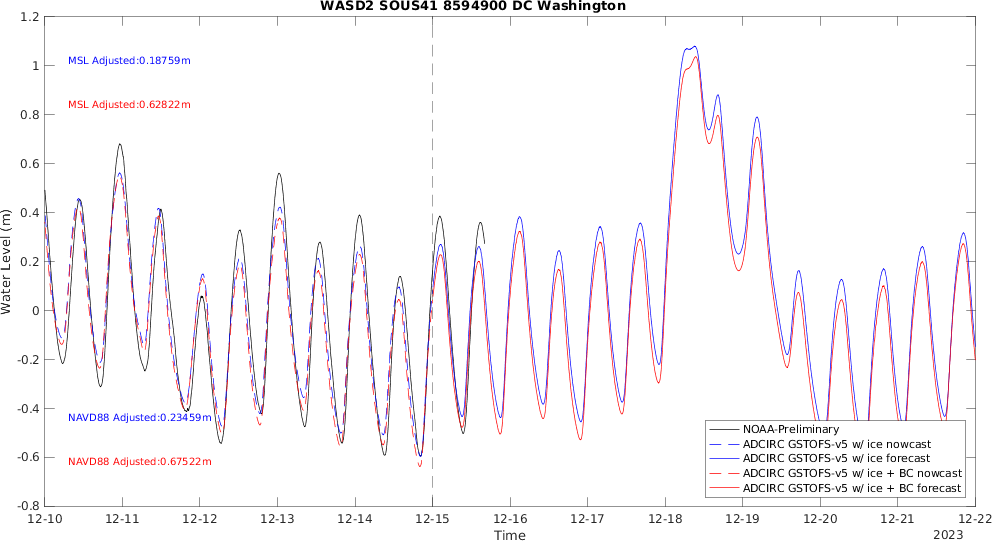 WASD2 SOUS41 8594900 DC Washington
1.2
1
0.8
0.6
0.4
0.2
0
-0.2
-0.4
-0.6
-0.8
Water Level (m)
MSL Adjusted:0.18759m
MSL Adjusted:0.62822m
NAVD88 Adjusted:0.23459m
NAVD88 Adjusted:0.67522m
NOAA-Preliminary
ADCIRC GSTOFS-v5 w/ ice nowcast
ADCIRC GSTOFS-v5 w/ ice forecast
ADCIRC GSTOFS-v5 w/ ice + BC nowcast
ADCIRC GSTOFS-v5 w/ ice + BC forecast
12-10 12-11 12-12 12-13 12-14 12-15 12-16 12-17 12-18 12-19 12-20 12-21 12-22
Time
2023